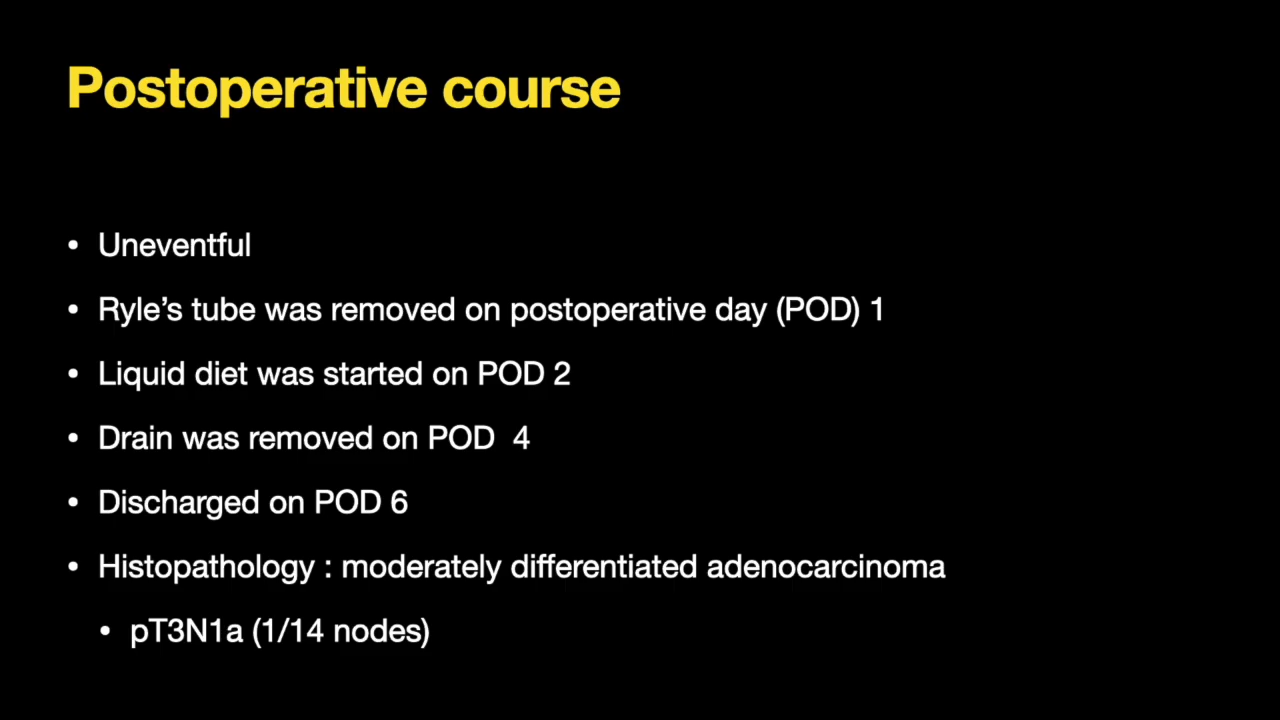 Postoperative course
• Uneventful
• Ryle’s tube was removed on postoperative day (POD) 1
• Liquid diet was started on POD 2
• Drain was removed on POD  4
• Discharged on POD 6
• Histopathology : moderately differentiated adenocarcinoma
• pT3N1a (1/14 nodes)